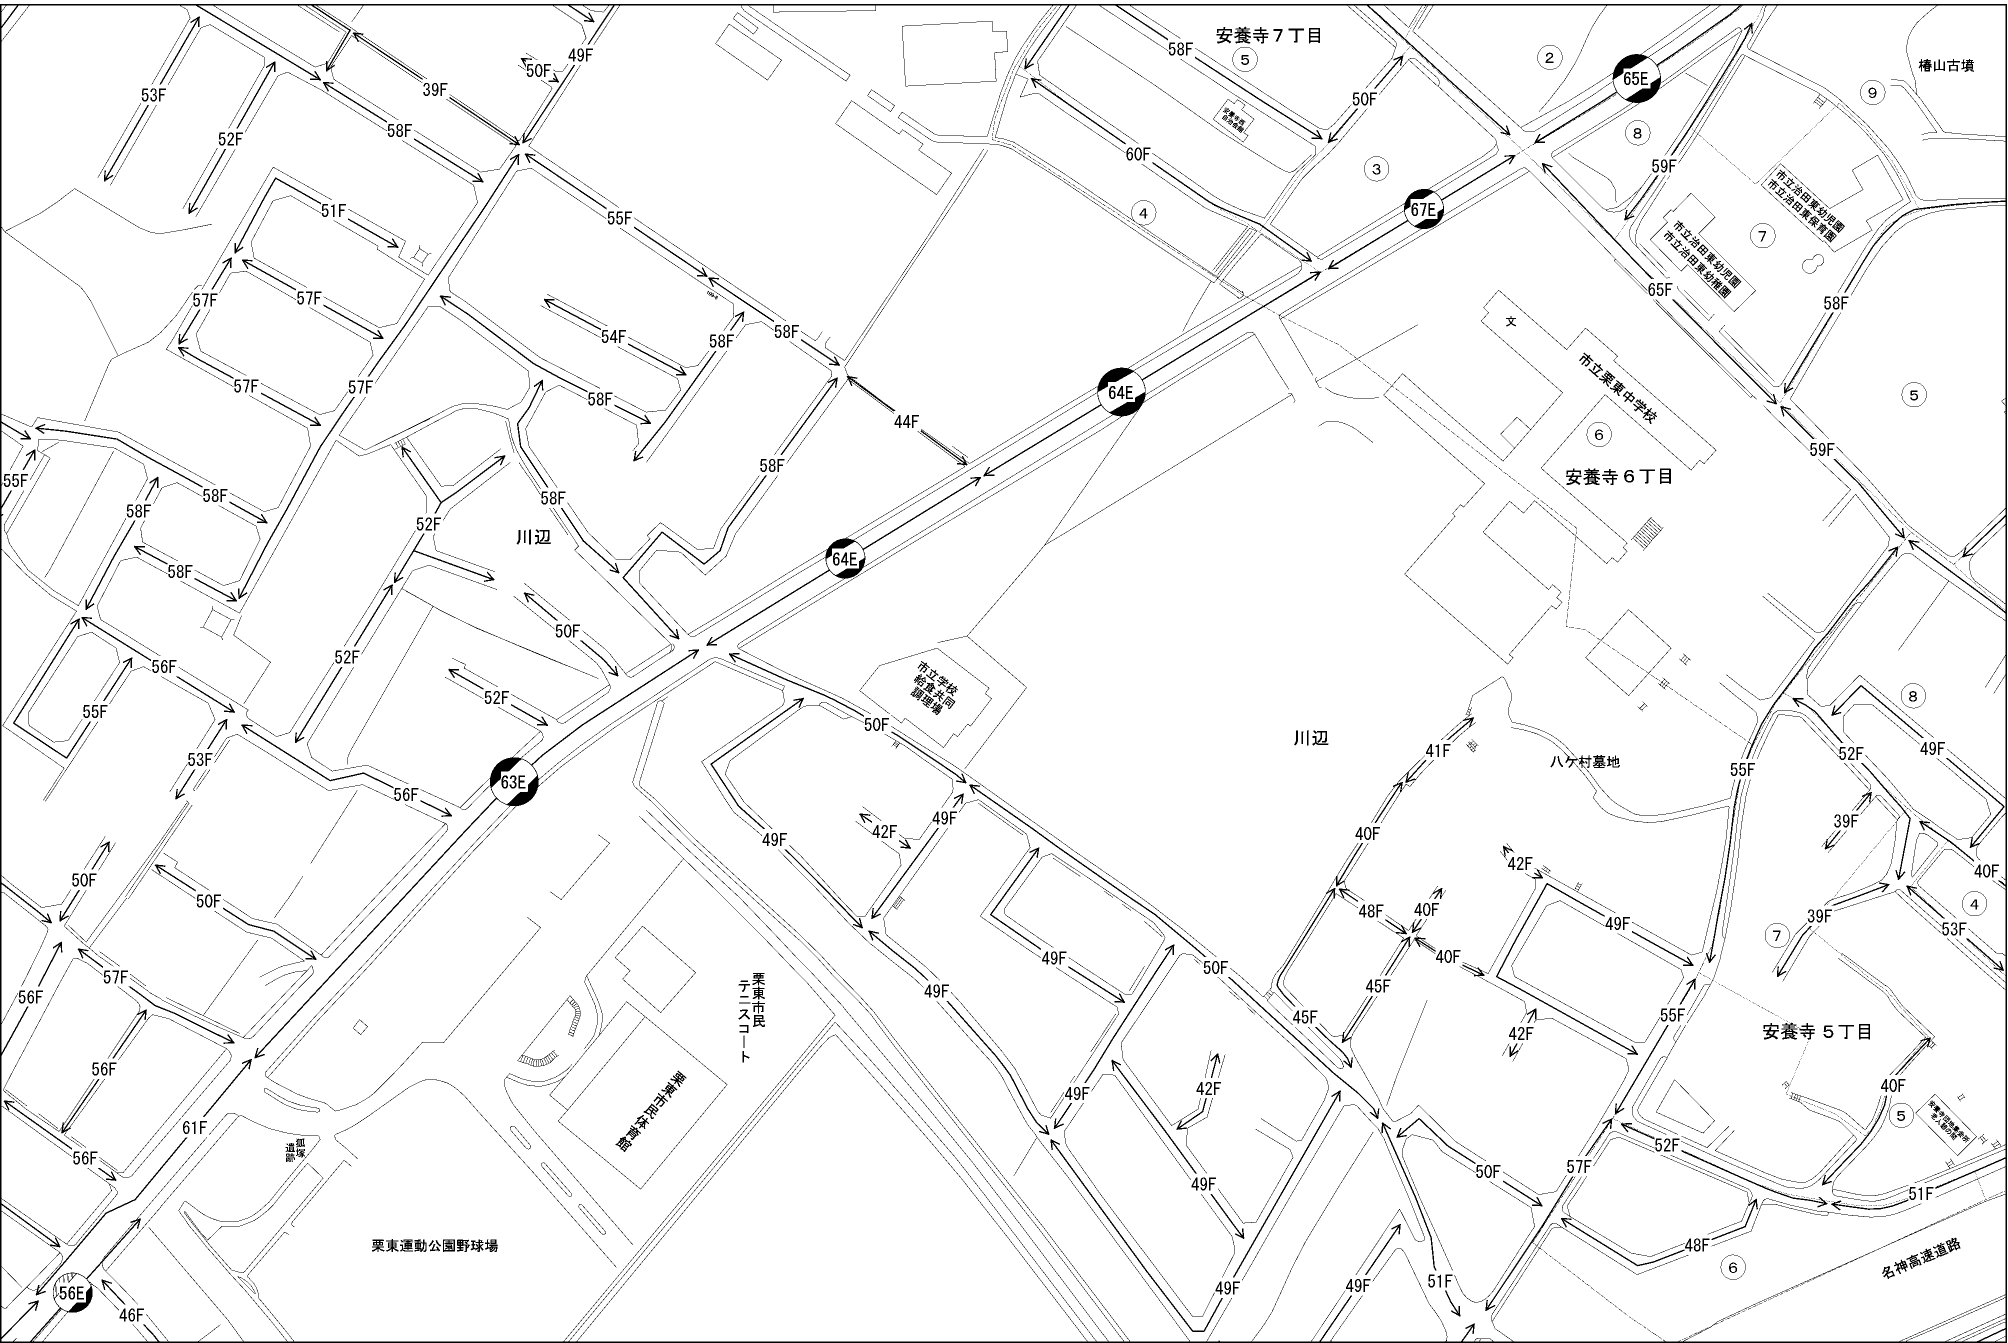 安養寺７丁目
⑤
②
椿山古墳
⑨
⑧
③
④
49F
50F
58F
39F
53F
52F
58F
50F
65E
60F
59F
67E
51F
55F
⑦
市立治田東幼児園
市立治田東保育園
市立治田東幼児園
市立治田東幼稚園
57F
57F
54F
58F
58F
65F
58F
文
57F
57F
58F
64E
市立栗東中学校
⑤
44F
⑥
59F
55F
58F
58F
58F
58F
安養寺６丁目
58F
52F
川辺
64E
58F
50F
56F
52F
52F
55F
市立学校
給食共同
調理場
50F
川辺
41F
八ケ村墓地
⑧
49F
52F
55F
53F
63E
56F
49F
42F
49F
40F
39F
42F
40F
50F
50F
48F
40F
49F
39F
④
53F
⑦
57F
56F
49F
49F
50F
40F
45F
栗東市民
テニスコート
45F
55F
42F
安養寺５丁目
56F
61F
56F
49F
42F
40F
⑤
栗東市民体育館
狐塚
遺跡
49F
50F
57F
52F
51F
栗東運動公園野球場
48F
⑥
名神高速道路
56E
46F
49F
49F
51F